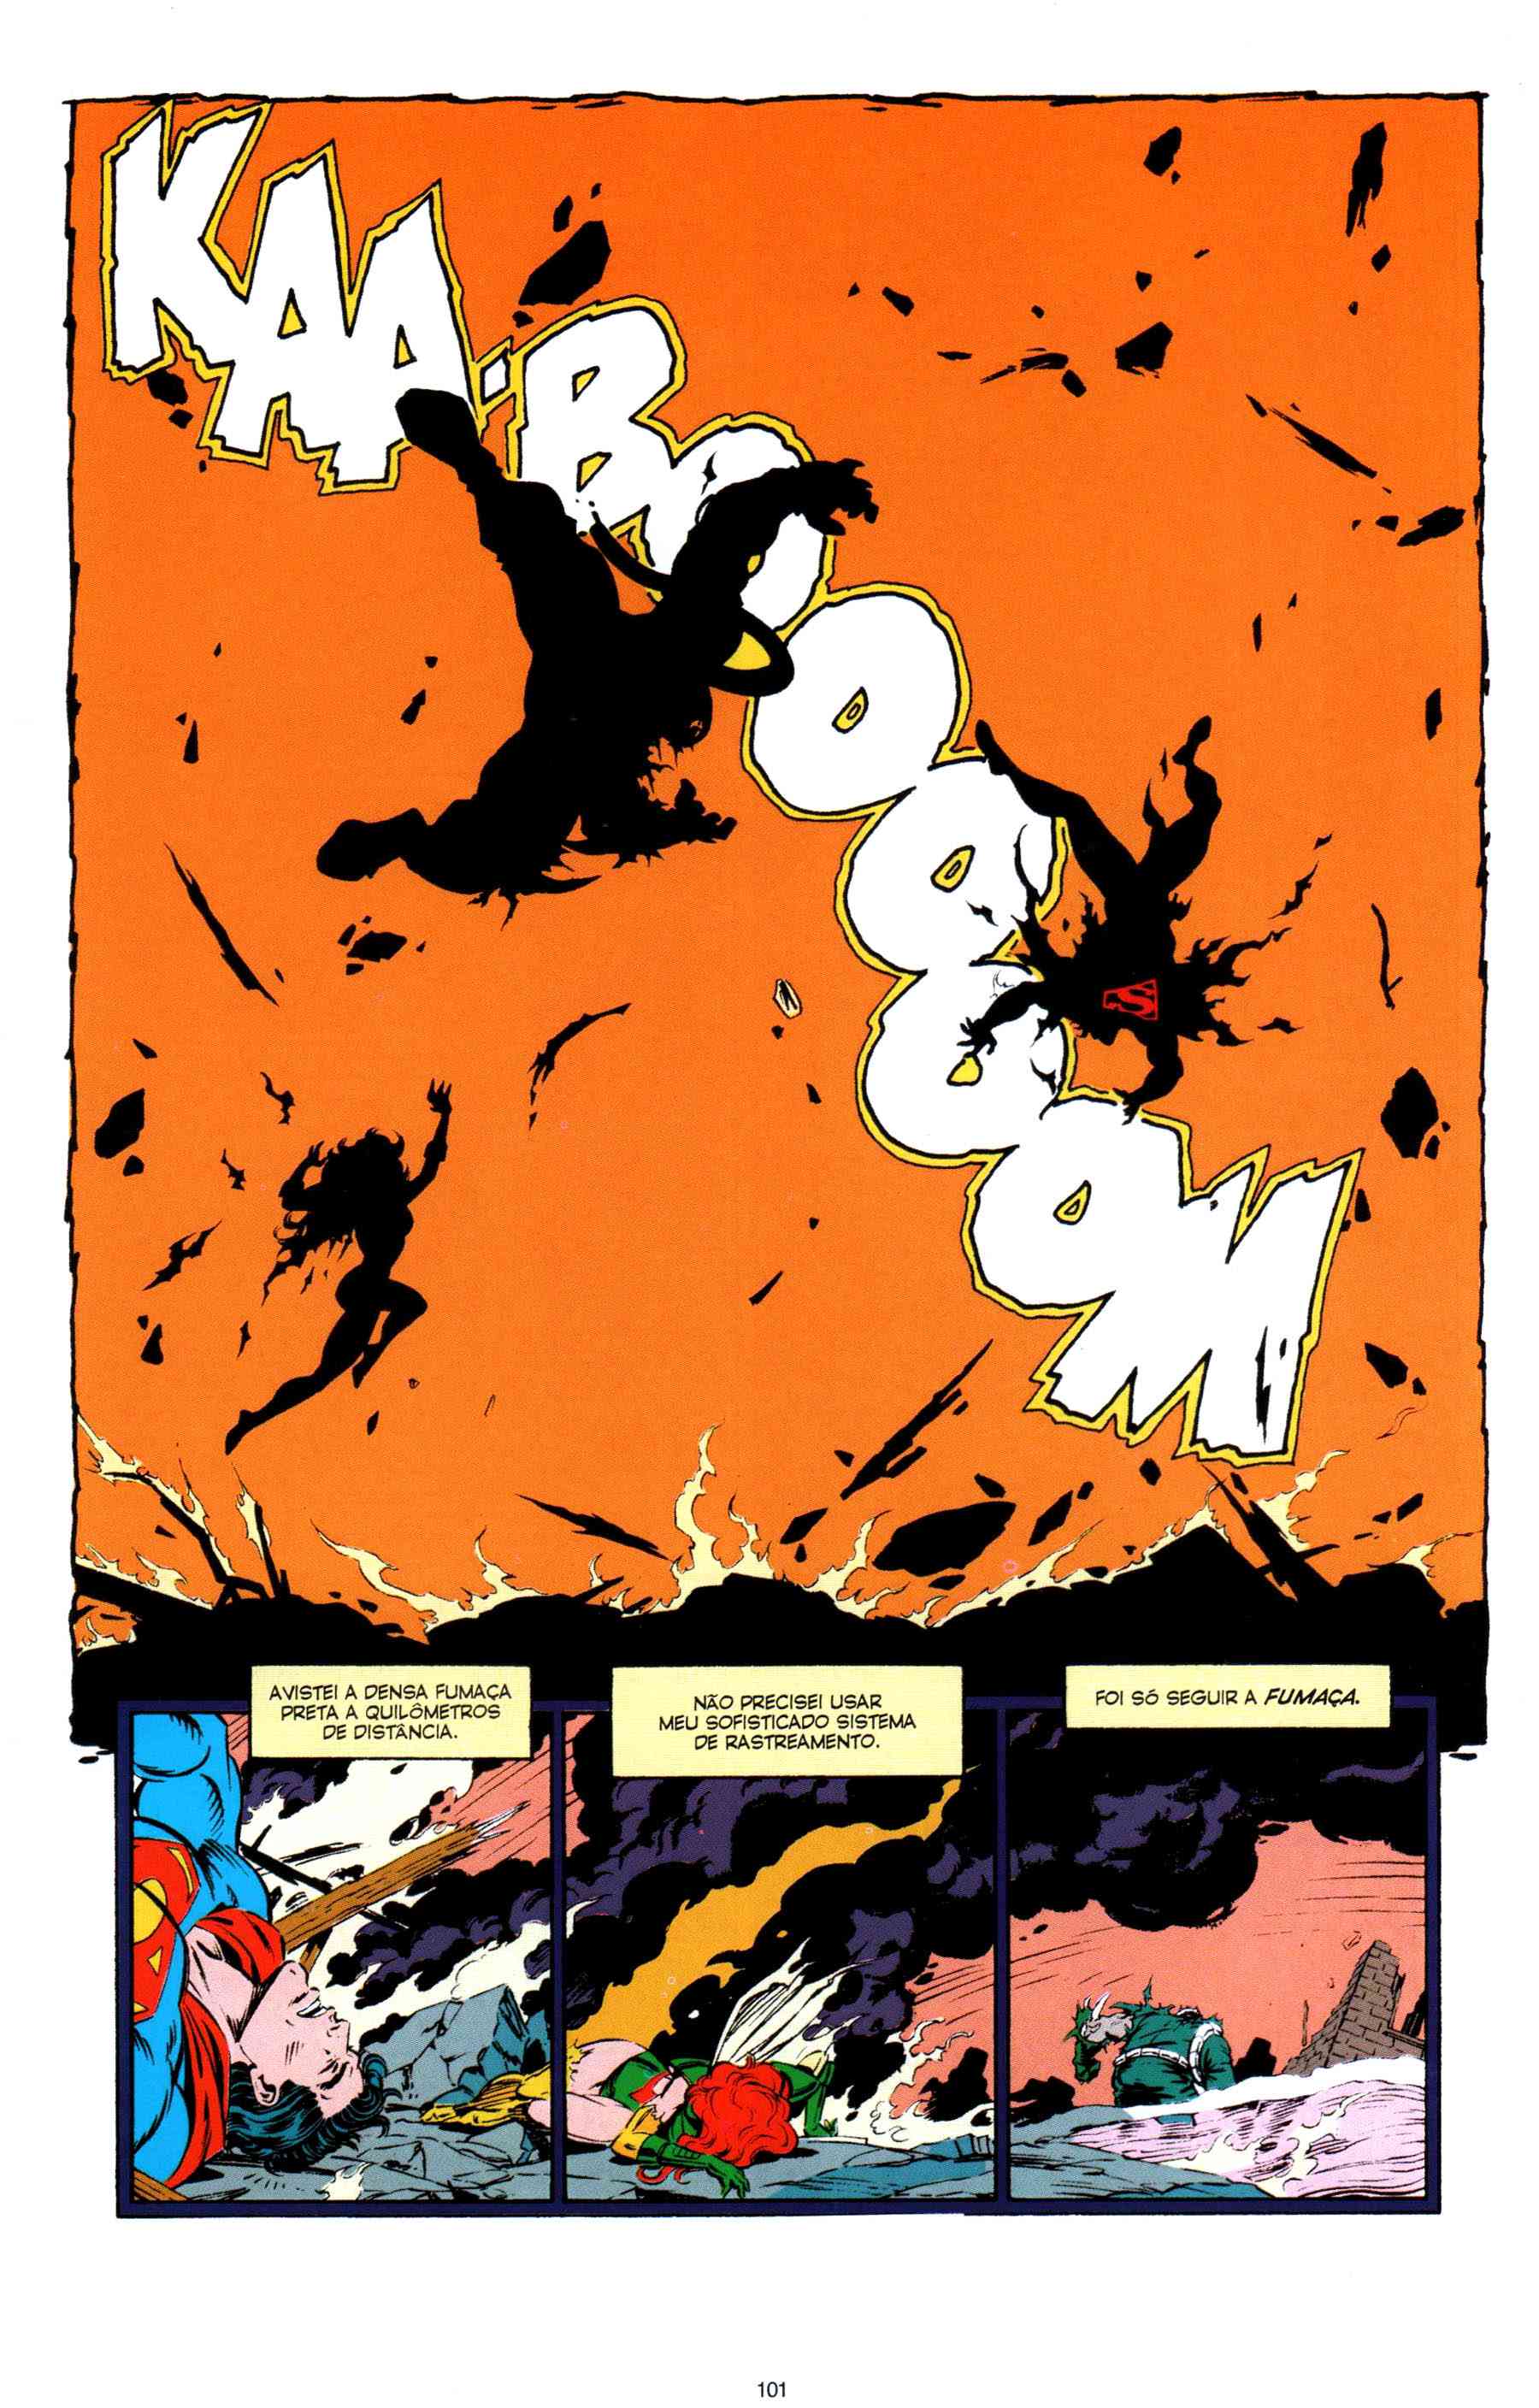 KAA-BOOOOOM
S
AVISTEI A DENSA FUMAÇA
PRETA A QUILÔMETROS
DE DISTÂNCIA.
NÃO PRECISEI USAR
MEU SOFISTICADO SISTEMA
DE RASTREAMENTO.
FOI SÓ SEGUIR A FUMAÇA.
101